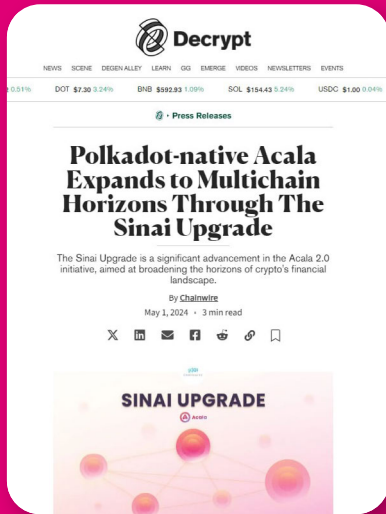 Decrypt
NEWS SCENE DEGEN ALLEY LEARN GG EMERGE VIDEOS NEWSLETTERS EVENTS
0.51% DOT $7.30 3.24% BNB $592.93 1.09% SOL $154.43 5.24% USDC $1.00 0.04%
Press Releases
Polkadot-native Acala
Expands to Multichain
Horizons Through The
Sinai Upgrade
The Sinai Upgrade is a significant advancement in the Acala 2.0
initiative, aimed at broadening the horizons of crypto's financial
landscape.
By Chainwire
May 1, 2024 • 3 min read
SINAI UPGRADE
Acala